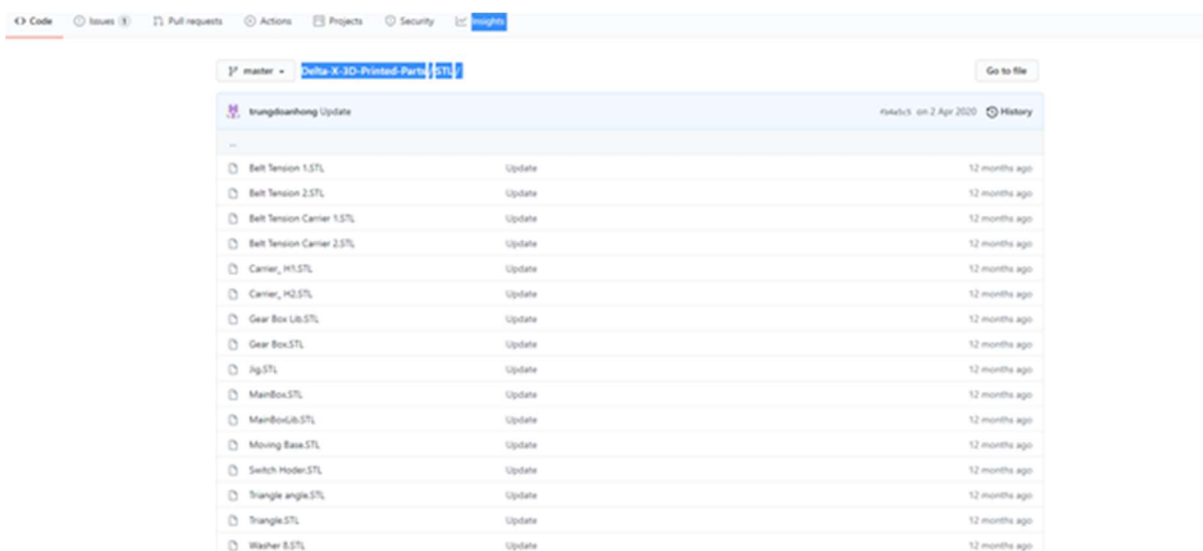 <> Code Issues 1 Pull requests Actions Projects Security Insights
master Delta-X-3D-Printed-Parts / STL / Go to file
trungdoanhong Update on 2 Apr 2020 History
..
Belt Tension 1.STL Update 12 months ago
Belt Tension 2.STL Update 12 months ago
Belt Tension Carrier 1.STL Update 12 months ago
Belt Tension Carrier 2.STL Update 12 months ago
Carrier_ H1.STL Update 12 months ago
Carrier_ H2.STL Update 12 months ago
Gear Box Lib.STL Update 12 months ago
Gear Box.STL Update 12 months ago
Jig.STL Update 12 months ago
MainBox.STL Update 12 months ago
MainBoxLib.STL Update 12 months ago
Moving Base.STL Update 12 months ago
Switch Hoder.STL Update 12 months ago
Triangle angle.STL Update 12 months ago
Triangle.STL Update 12 months ago
Washer 8.STL Update 12 months ago